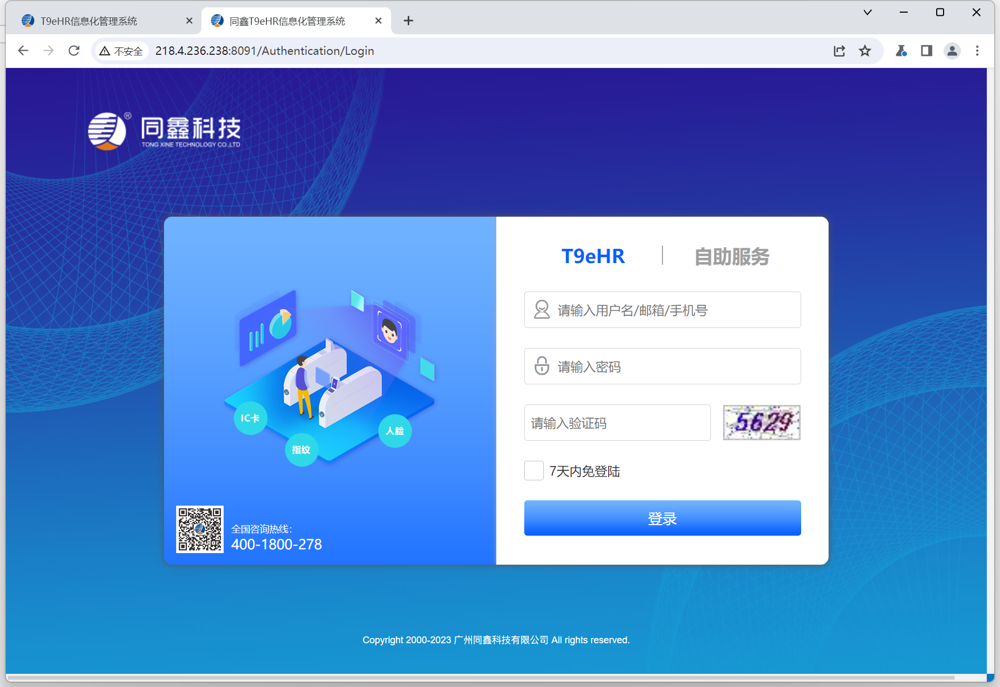 T9eHR信息化管理系统
同鑫T9eHR信息化管理系统
不安全
218.4.236.238:8091/Authentication/Login
同鑫科技
®
TONG XINE TECHNOLOGY CO.,LTD
T9eHR
自助服务
请输入用户名/邮箱/手机号
请输入密码
请输入验证码
5629
7天内免登陆
登录
IC卡
指纹
人脸
全国咨询热线：
400-1800-278
Copyright 2000-2023 广州同鑫科技有限公司 All rights reserved.